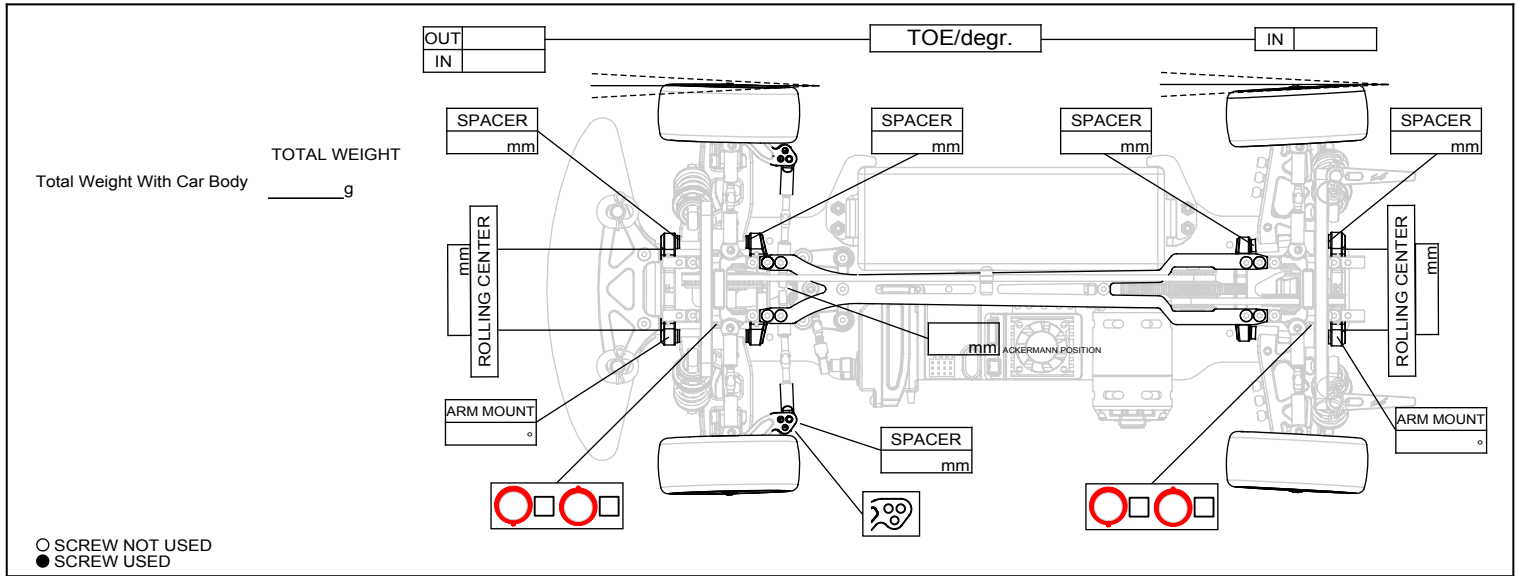 OUT
IN
TOE/degr.
IN
SPACER
mm
SPACER
mm
SPACER
mm
SPACER
mm
TOTAL WEIGHT
Total Weight With Car Body ________g
mm
ROLLING CENTER
ROLLING CENTER
mm
mm ACKERMANN POSITION
ARM MOUNT
°
ARM MOUNT
°
SPACER
mm
SCREW NOT USED
SCREW USED